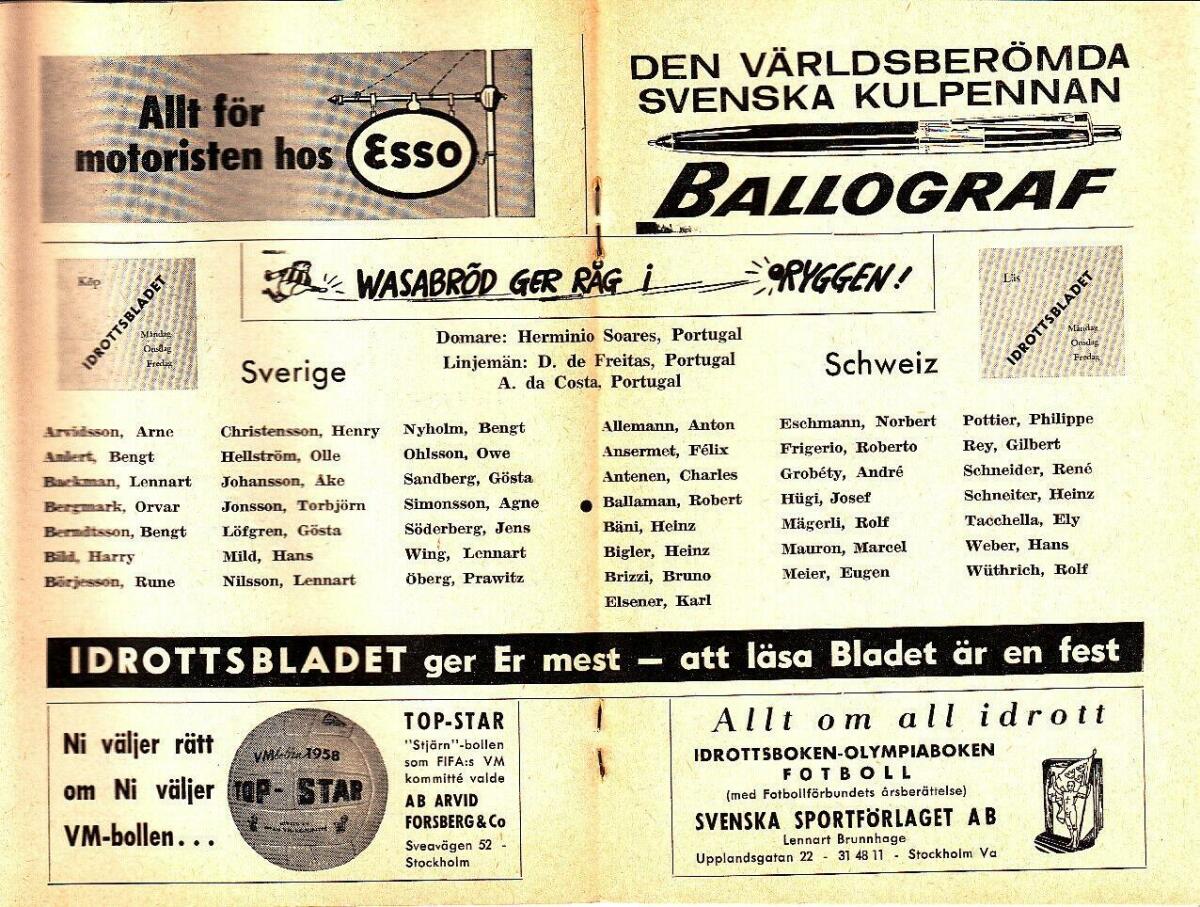 Allt för
motoristen hos
Esso
DEN VÄRLDSBERÖMDA
SVENSKA KULPENNAN
BALLOGRAF
Köp
IDROTTSBLADET
Måndag
Onsdag
Fredag
WASABRÖD GER RÅG i RYGGEN!
Läs
IDROTTSBLADET
Måndag
Onsdag
Fredag
Domare: Herminio Soares, Portugal
Linjemän: D. de Freitas, Portugal
A. da Costa, Portugal
Sverige
Arvidsson, Arne
Anlert, Bengt
Backman, Lennart
Bergmark, Orvar
Berndtsson, Bengt
Bild, Harry
Börjesson, Rune
Christensson, Henry
Hellström, Olle
Johansson, Åke
Jonsson, Torbjörn
Löfgren, Gösta
Mild, Hans
Nilsson, Lennart
Nyholm, Bengt
Ohlsson, Owe
Sandberg, Gösta
Simonsson, Agne
Söderberg, Jens
Wing, Lennart
Öberg, Prawitz
Schweiz
Allemann, Anton
Ansermet, Félix
Antenen, Charles
Ballaman, Robert
Bäni, Heinz
Bigler, Heinz
Brizzi, Bruno
Elsener, Karl
Eschmann, Norbert
Frigerio, Roberto
Grobéty, André
Hügi, Josef
Mägerli, Rolf
Mauron, Marcel
Meier, Eugen
Pottier, Philippe
Rey, Gilbert
Schneider, René
Schneiter, Heinz
Tacchella, Ely
Weber, Hans
Wüthrich, Rolf
IDROTTSBLADET ger Er mest — att läsa Bladet är en fest
Ni väljer rätt
om Ni väljer
VM-bollen...
VM-bollen 1958
TOP-STAR
TOP-STAR
"Stjärn"-bollen
som FIFA:s VM
kommitté valde
AB ARVID
FORSBERG & Co
Sveavägen 52 -
Stockholm
Allt om all idrott
IDROTTSBOKEN-OLYMPIABOKEN
FOTBOLL
(med Fotbollförbundets årsberättelse)
SVENSKA SPORTFÖRLAGET AB
Lennart Brunnhage
Upplandsgatan 22 - 31 48 11 - Stockholm Va